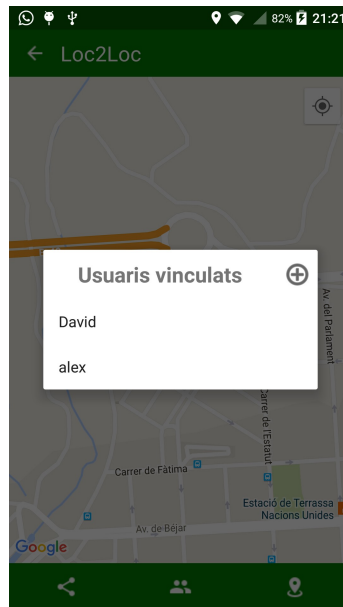 82% 21:21
Loc2Loc
Usuaris vinculats
David
alex
Av. del Parlament
Carrer de l'Estatut
Carrer de Fàtima
Estació de Terrassa
Nacions Unides
Av. de Béjar
Google